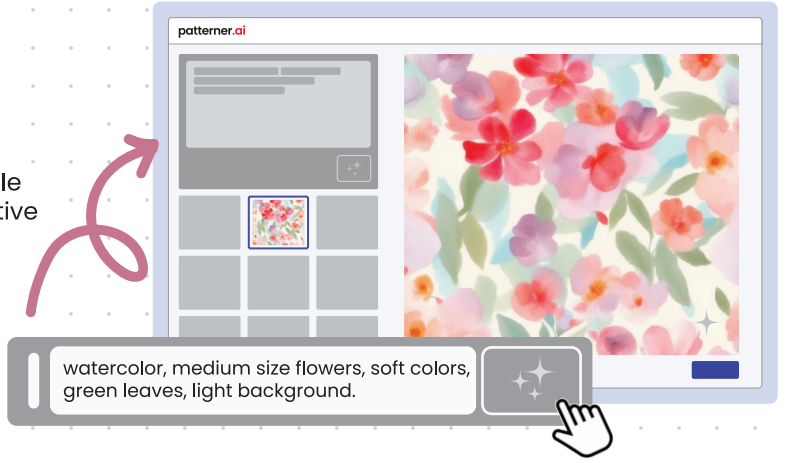 patterner.ai
le
tive
watercolor, medium size flowers, soft colors,
green leaves, light background.